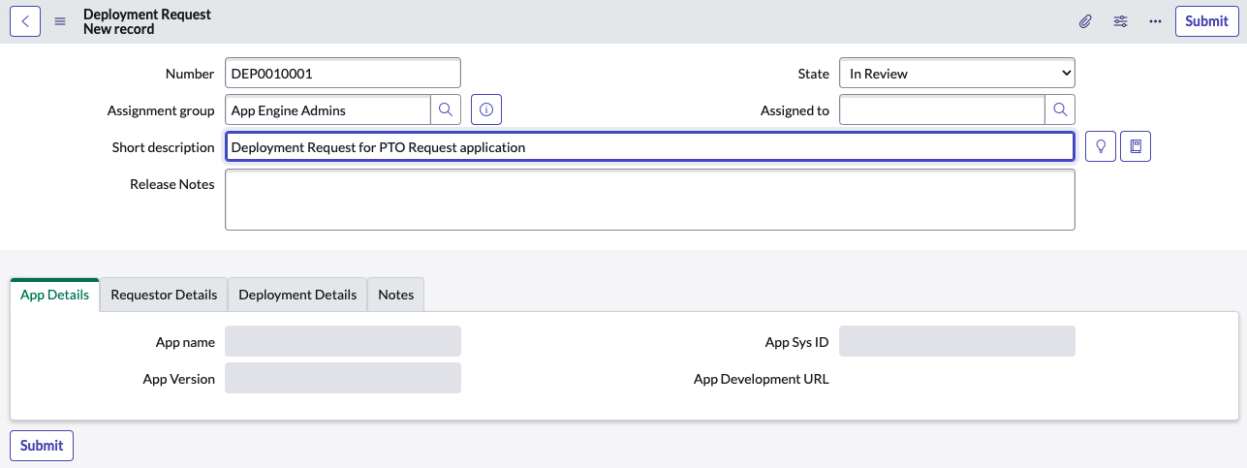 Deployment Request
New record
Submit
Number
DEP0010001
State
In Review
Assignment group
App Engine Admins
Assigned to
Short description
Deployment Request for PTO Request application
Release Notes
App Details
Requestor Details
Deployment Details
Notes
App name
App Sys ID
App Version
App Development URL
Submit